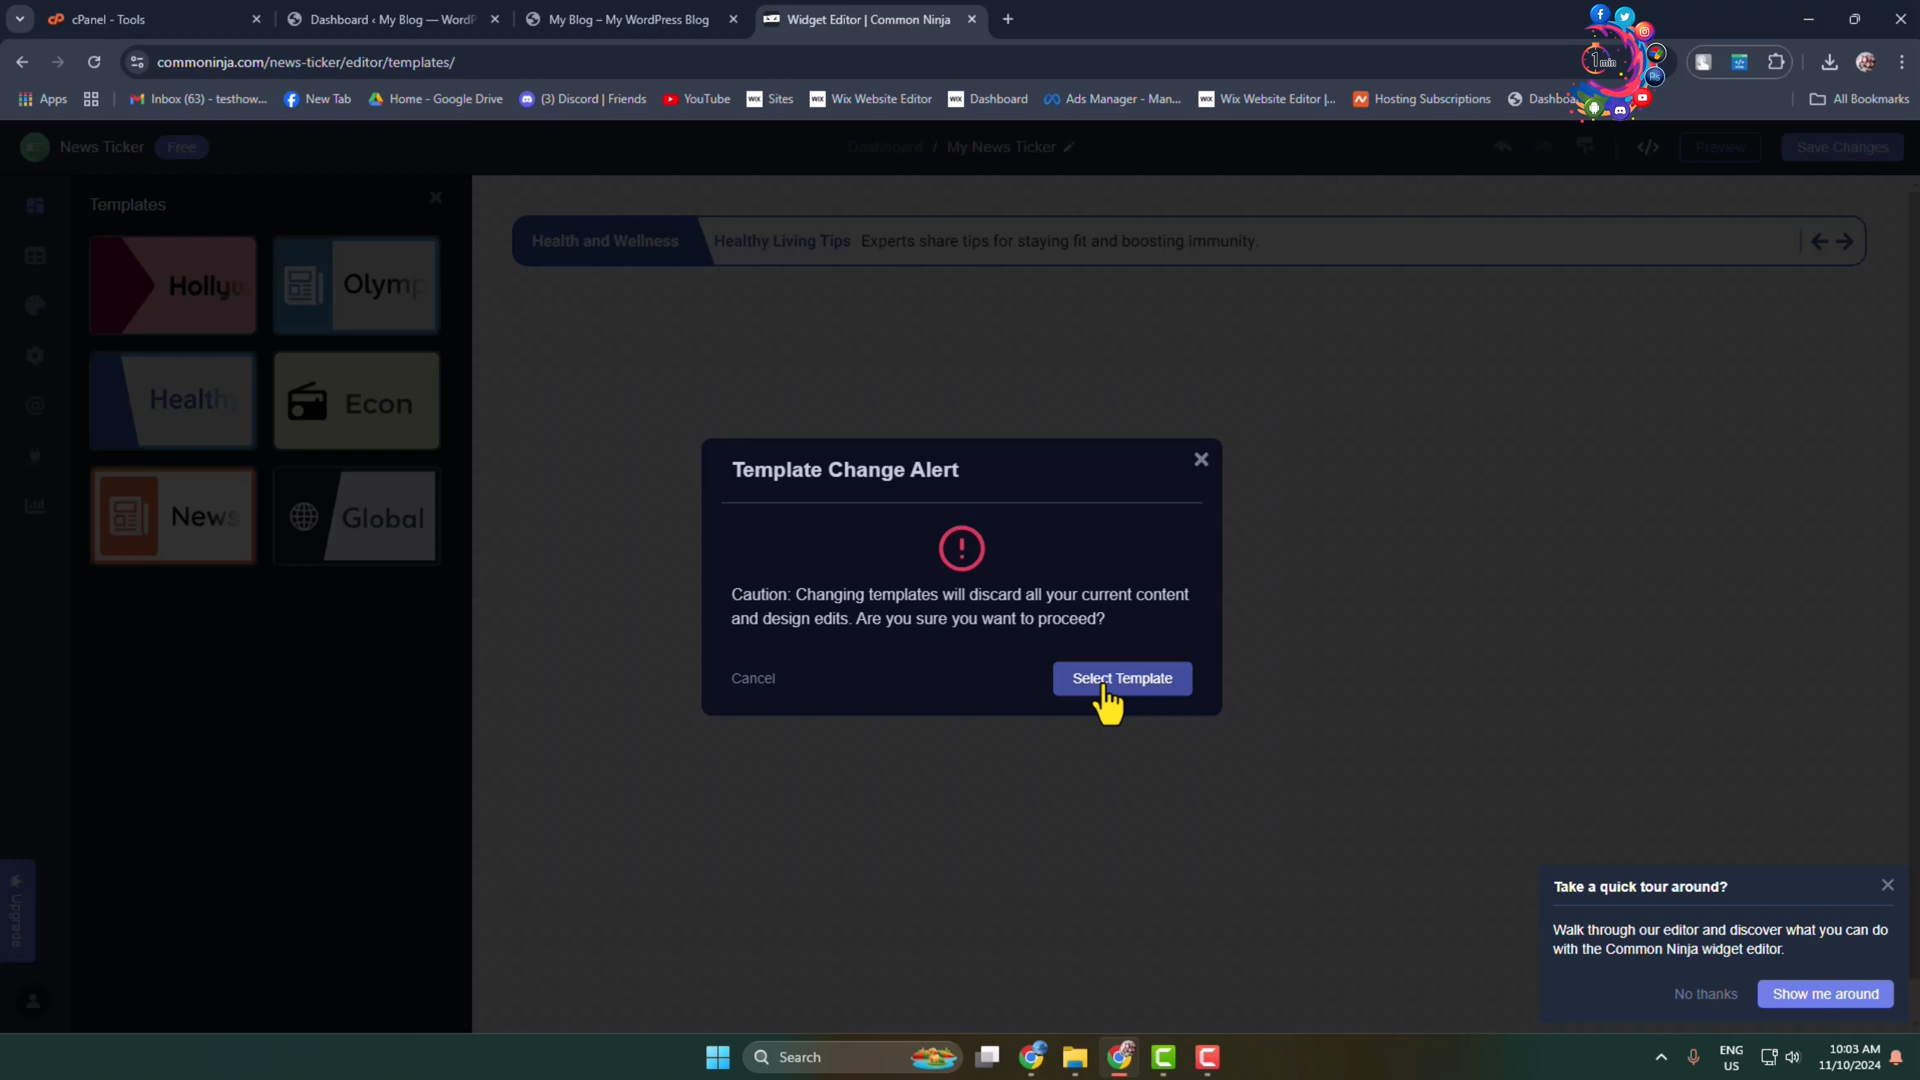 cPanel - Tools
Dashboard ‹ My Blog — WordP
My Blog – My WordPress Blog
Widget Editor | Common Ninja
commoninja.com/news-ticker/editor/templates/
1min
Apps
Inbox (63) - testhow...
New Tab
Home - Google Drive
(3) Discord | Friends
YouTube
WIX Sites
WIX Wix Website Editor
WIX Dashboard
Ads Manager - Man...
WIX Wix Website Editor |...
Hosting Subscriptions
Ps
All Bookmarks
News Ticker Free
Dashboard / My News Ticker
Preview
Save Changes
Templates
Health and Wellness Healthy Living Tips Experts share tips for staying fit and boosting immunity.
Econ
News
Global
Template Change Alert
Caution: Changing templates will discard all your current content
and design edits. Are you sure you want to proceed?
Cancel
Select Template
Upgrade
Take a quick tour around?
Walk through our editor and discover what you can do
with the Common Ninja widget editor.
No thanks
Show me around
Search
ENG
US
10:03 AM
11/10/2024